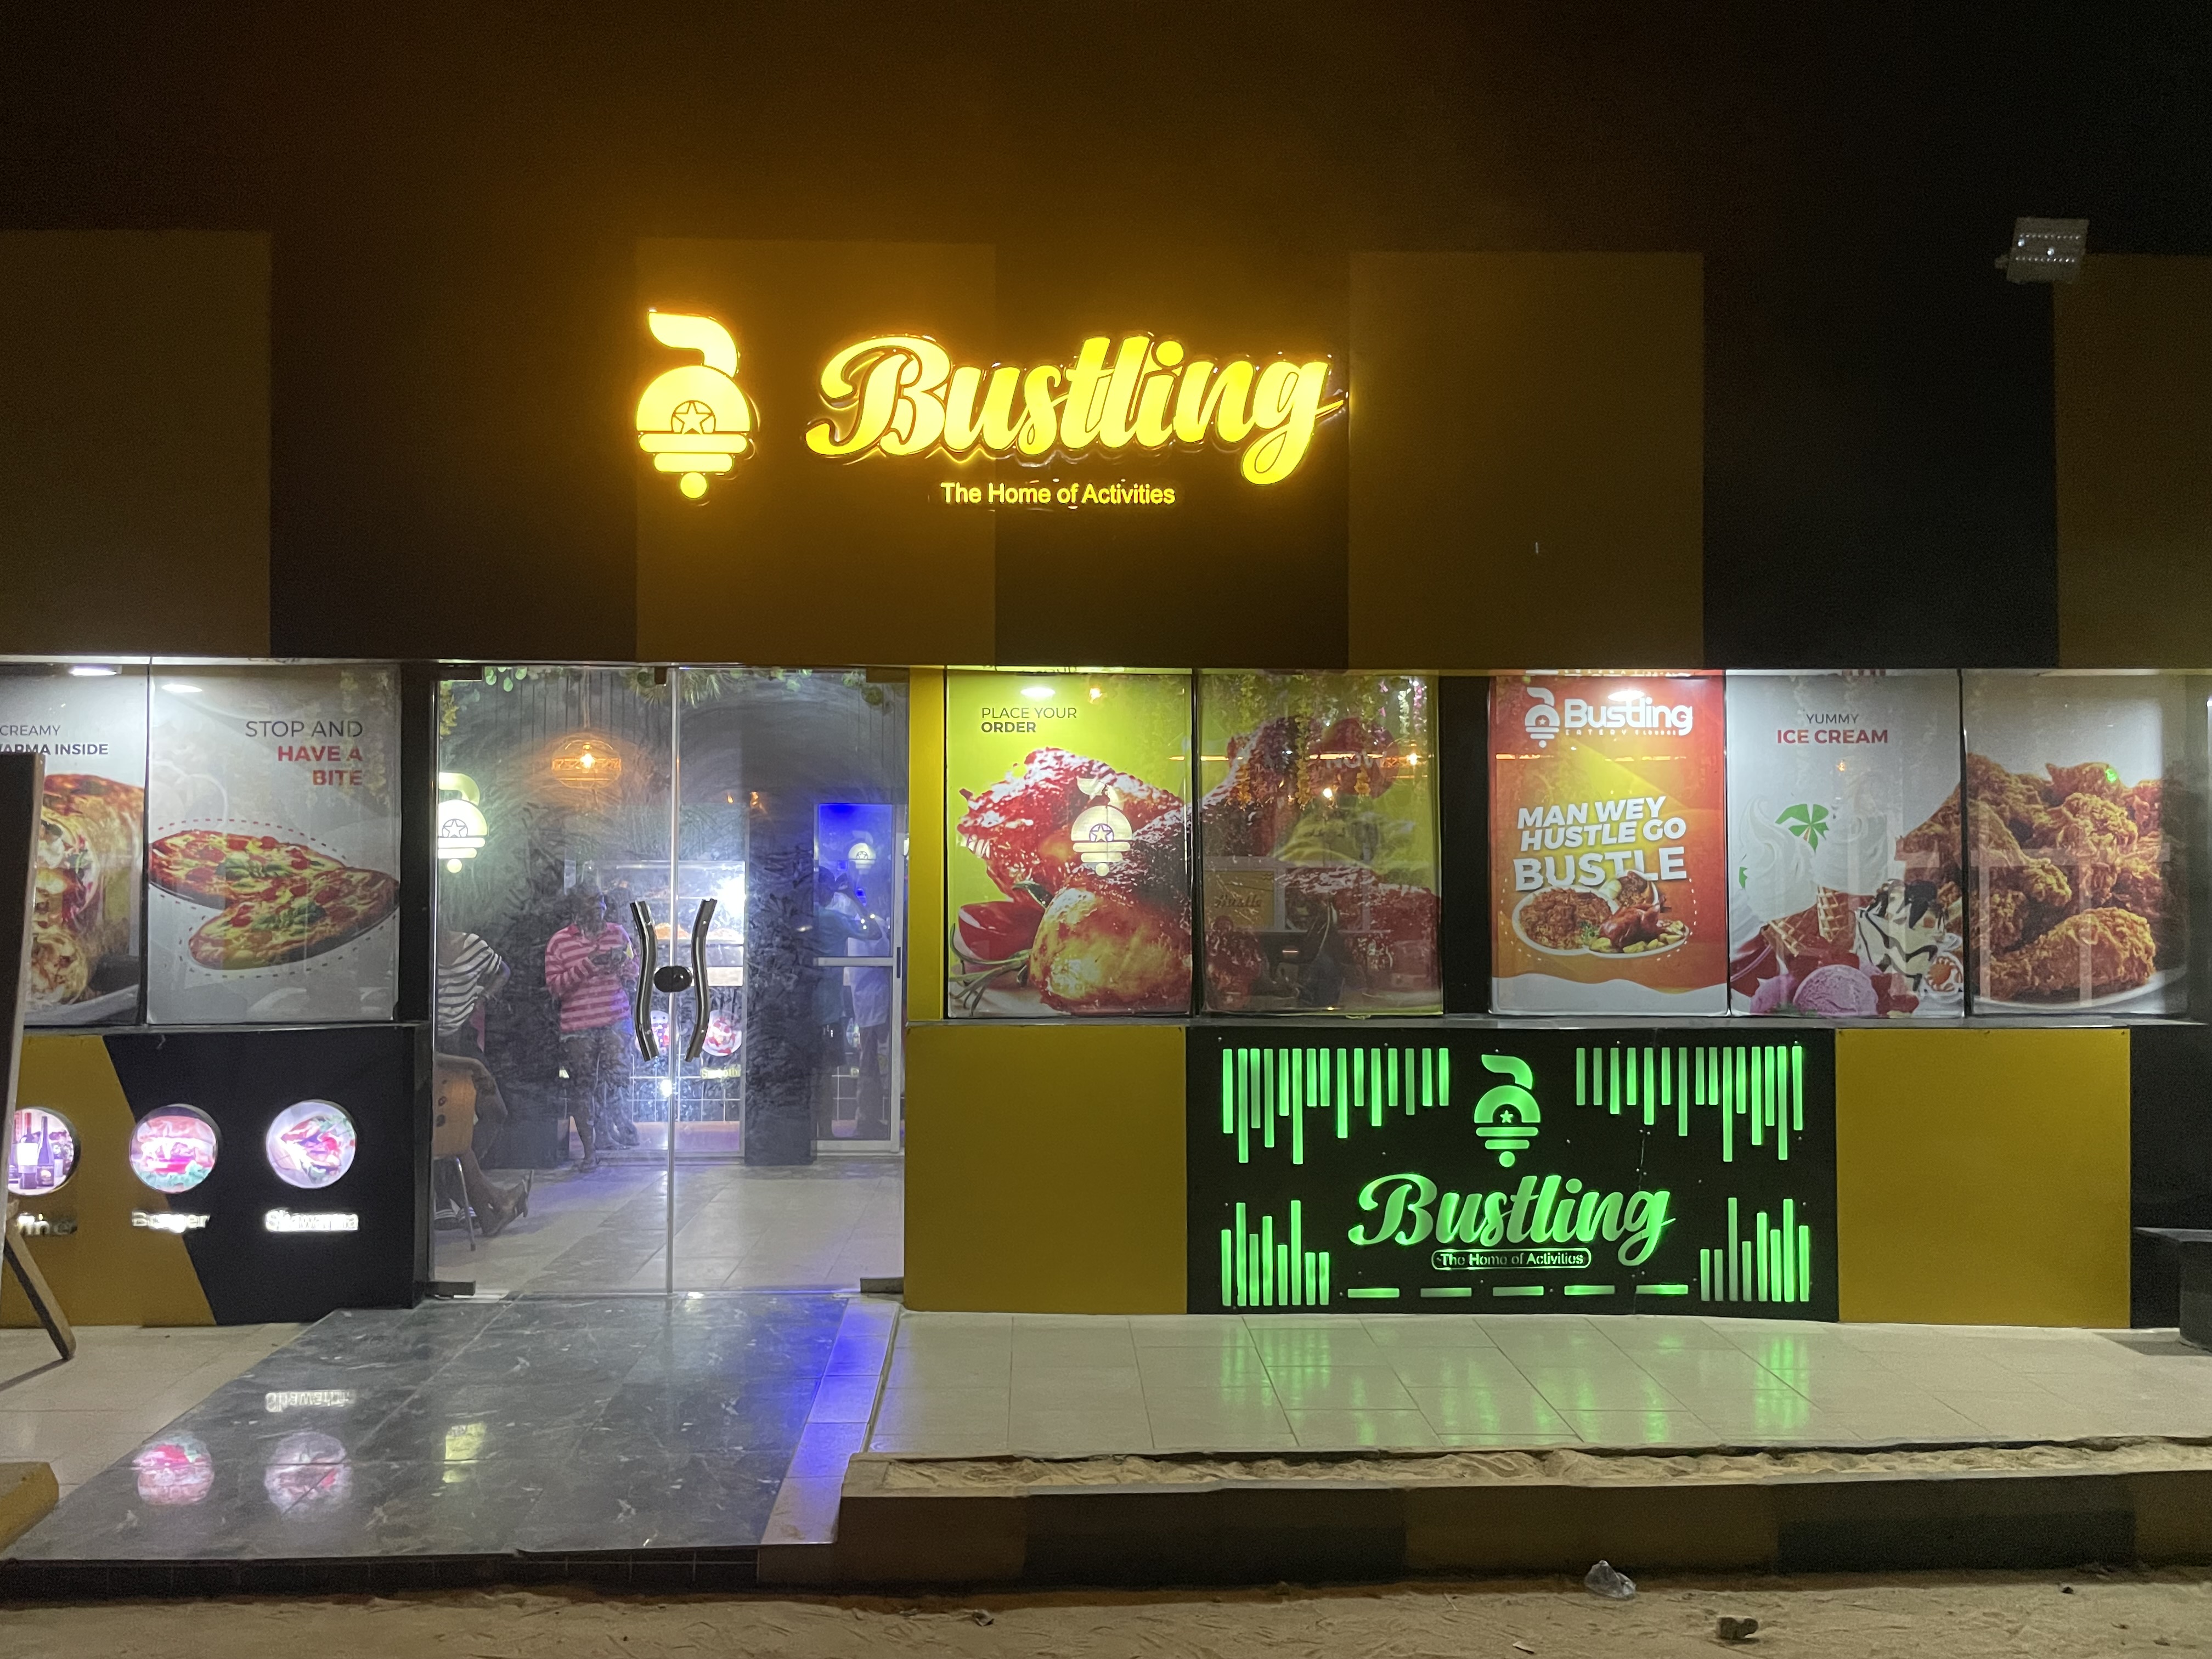 Bustling
The Home of Activities
CREAMY
STOP AND
HAVE A
BITE
PLACE YOUR
ORDER
Bustling
MAN WEY
HUSTLE GO
BUSTLE
YUMMY
ICE CREAM
Burger
Shawarma
Bustling
The Home of Activities